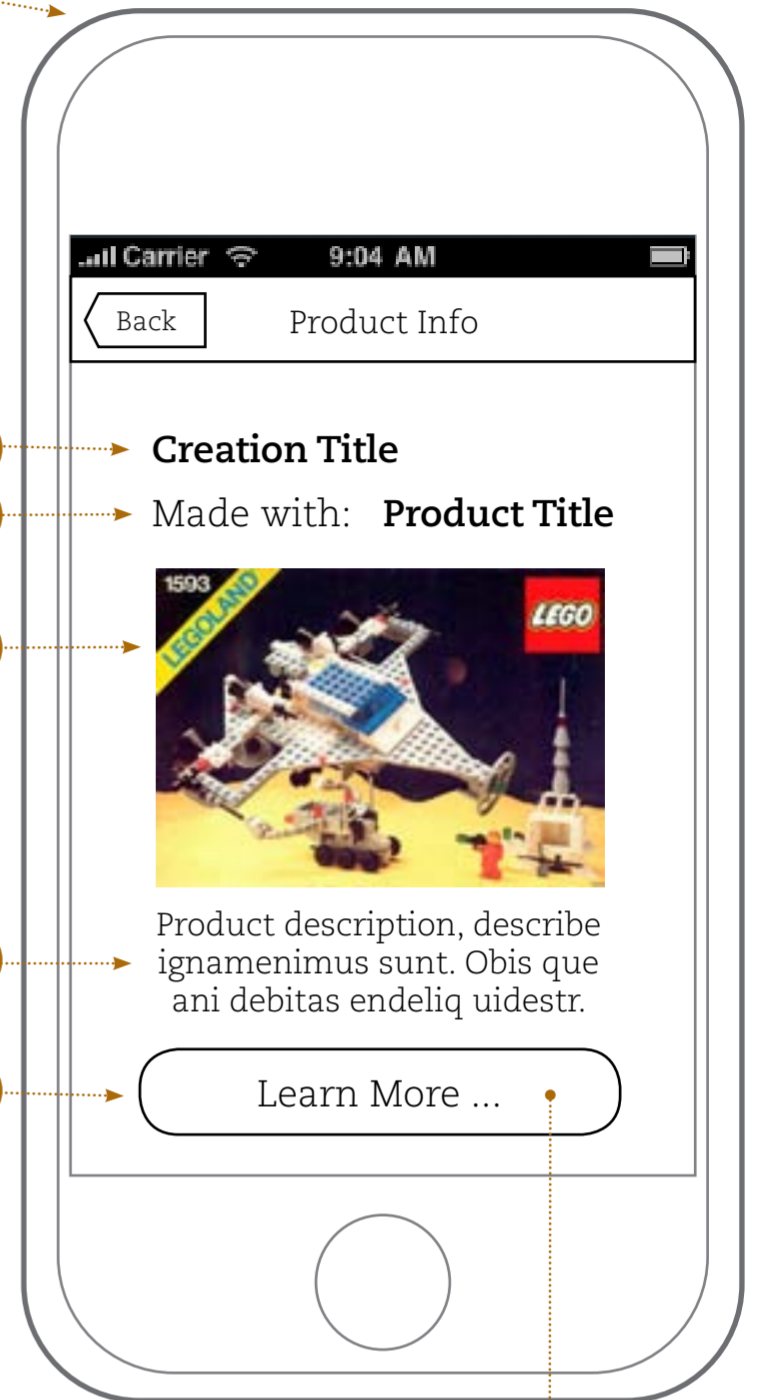 Carrier 9:04 AM
Back Product Info
Creation Title
Made with: Product Title
1593
LEGOLAND
LEGO
Product description, describe
ignamenimus sunt. Obis que
ani debitas endeliq uidestr.
Learn More ...